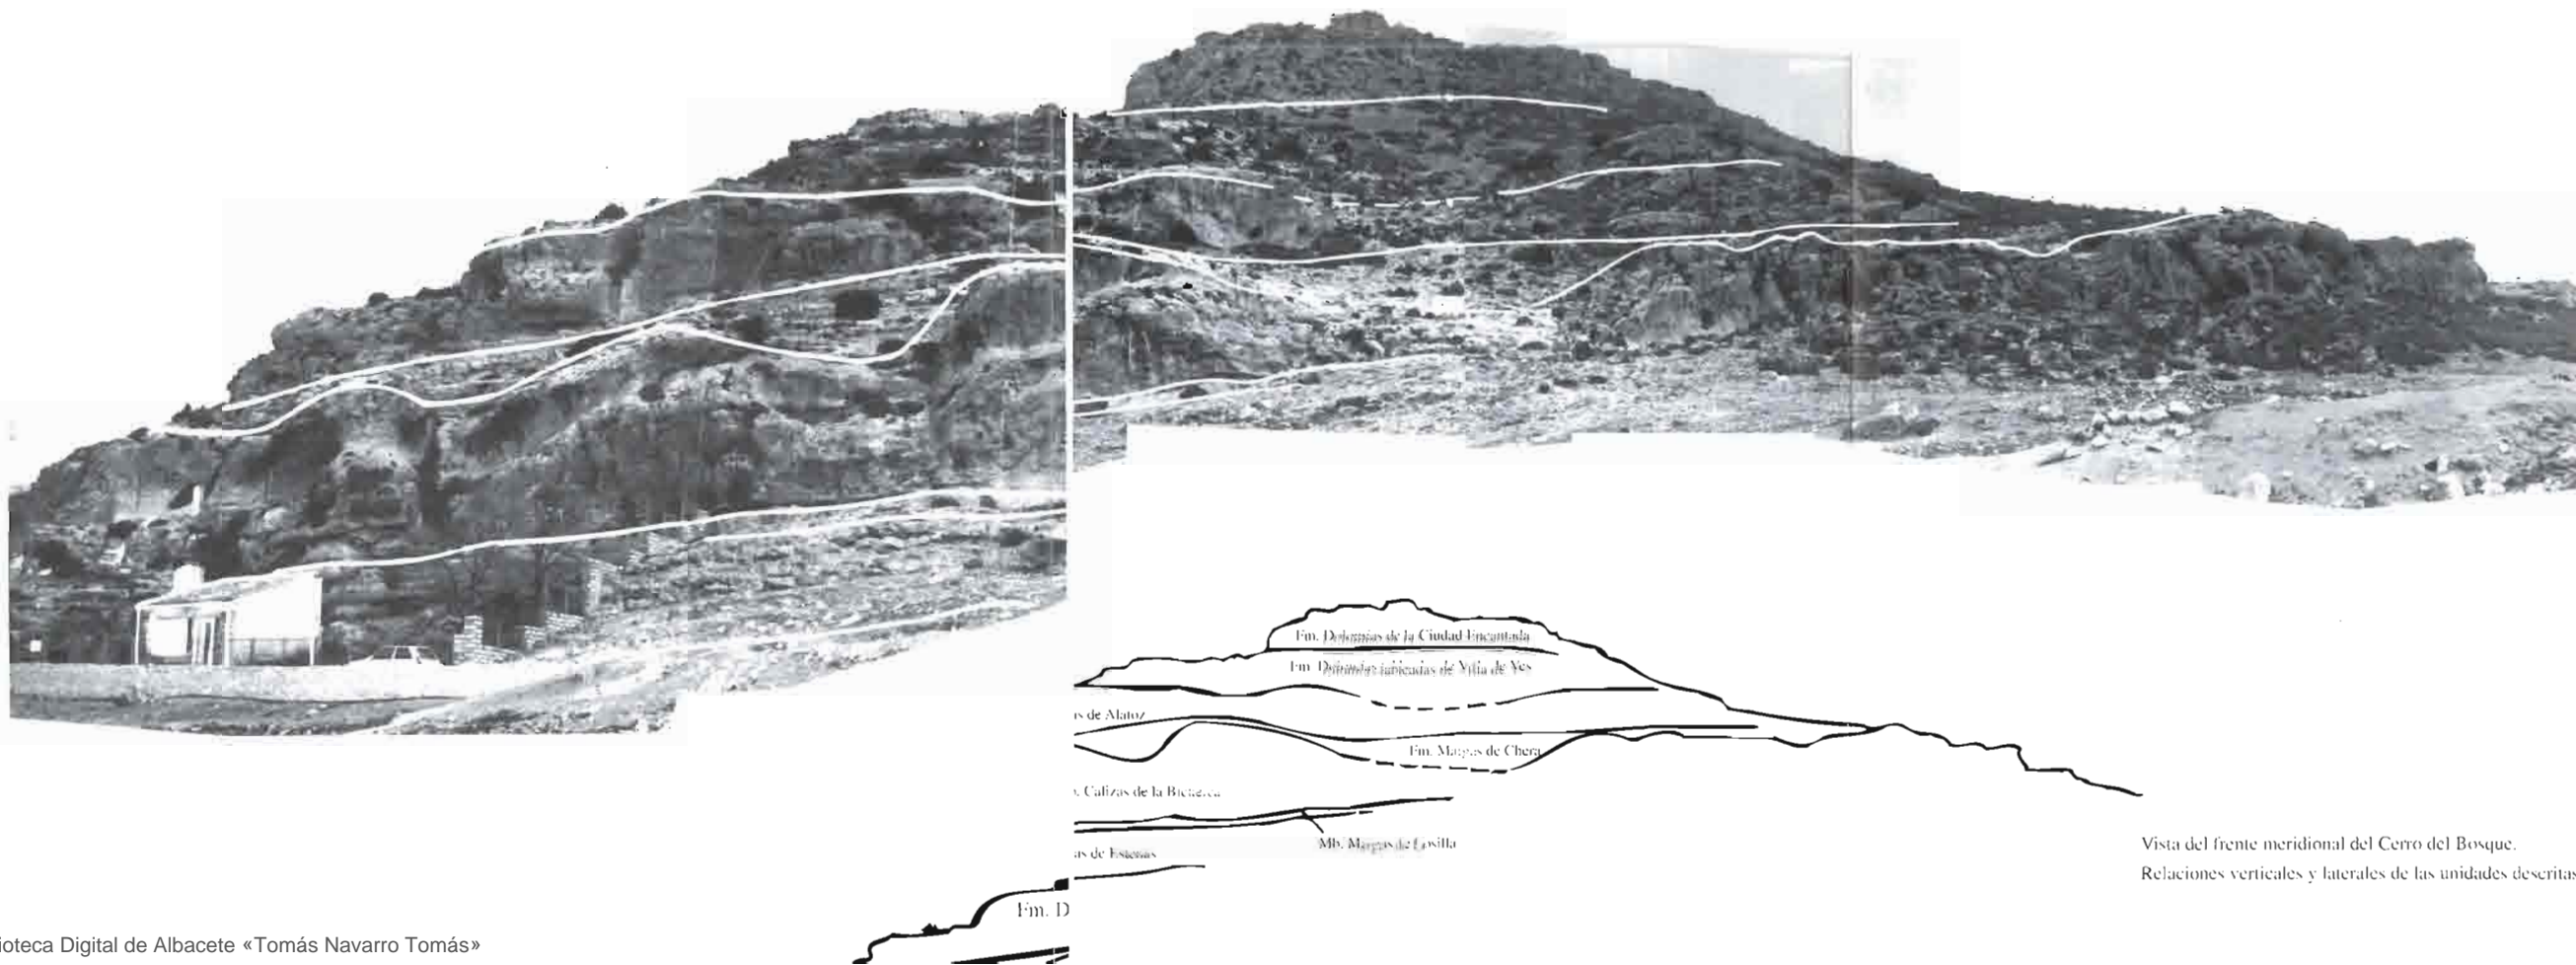 Fm. Dolomías de la Ciudad Encantada
Fm. Dolomías tableadas de Villa de Ves
as de Alatoz
Fm. Margas de Chera
. Calizas de la Bicuerca
Mb. Margas de Losilla
as de Estenas
Fm. D
Vista del frente meridional del Cerro del Bosque.
Relaciones verticales y laterales de las unidades descritas
ioteca Digital de Albacete «Tomás Navarro Tomás»